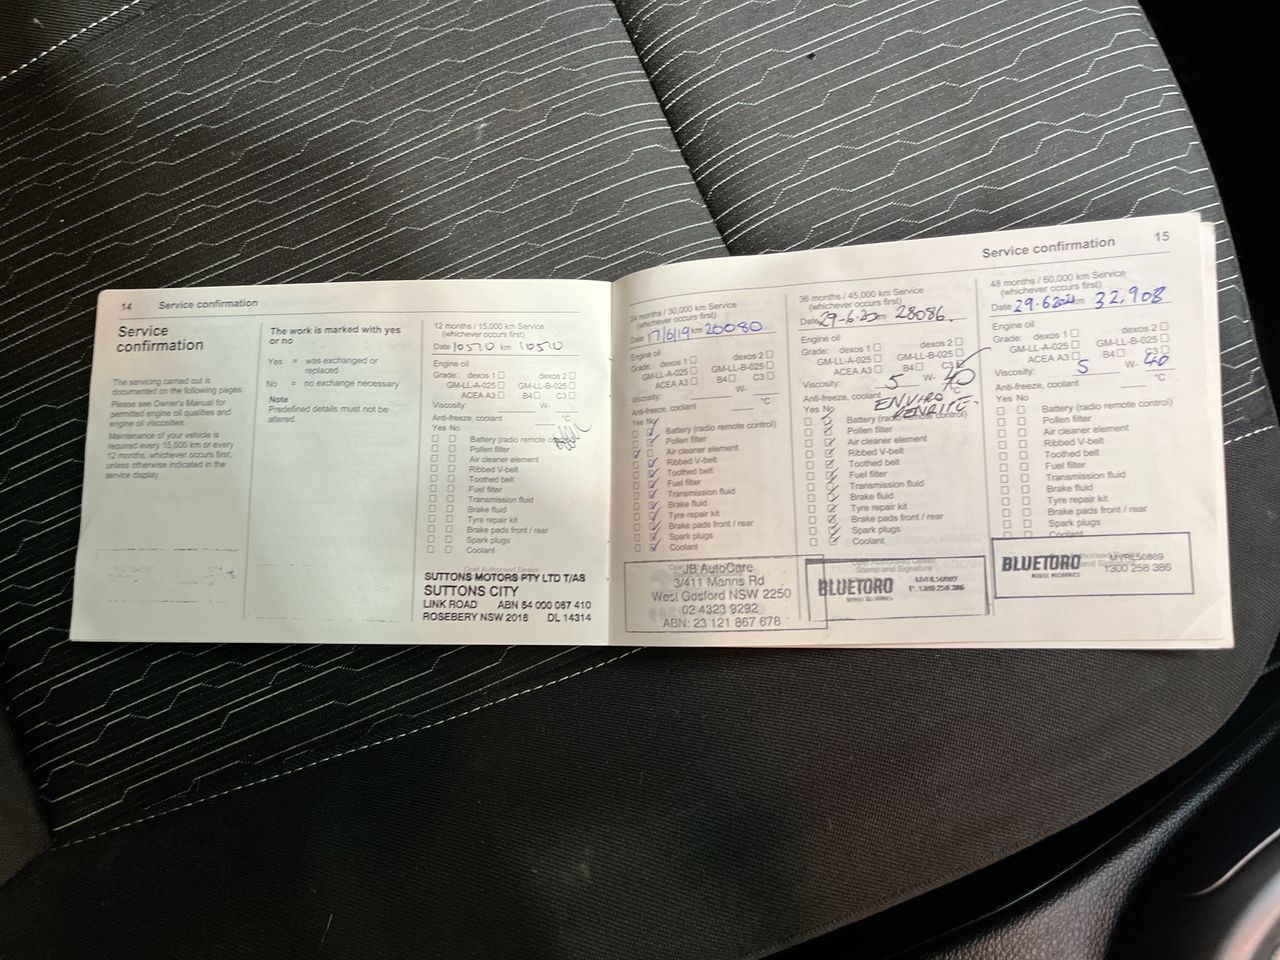 14 Service confirmation
Service
confirmation
The servicing carried out is
documented on the following pages.
Please see Owner's Manual for
permitted engine oil qualities and
engine oil viscosities.
Maintenance of your vehicle is
required every 15,000 km or every
12 months, whichever occurs first,
unless otherwise indicated in the
service display.
The work is marked with yes
or no
Yes = was exchanged or
replaced
No = no exchange necessary
Note
Predefined details must not be
altered.
12 months / 15,000 km Service
(whichever occurs first)
Date 10510 km 10510
Engine oil
Grade: dexos 1 dexos 2
GM-LL-A-025 GM-LL-B-025
ACEA A3 B4 C3
Viscosity: W-
Anti-freeze, coolant °C
Yes No
Battery (radio remote
Pollen filter
Air cleaner element
Ribbed V-belt
Toothed belt
Fuel filter
Transmission fluid
Brake fluid
Tyre repair kit
Brake pads front / rear
Spark plugs
Coolant
Opel Authorised Dealer
SUTTONS MOTORS PTY LTD T/AS
SUTTONS CITY
LINK ROAD ABN 54 000 067 410
ROSEBERY NSW 2018 DL 14314
Service confirmation 15
24 months / 30,000 km Service
(whichever occurs first)
Date 17/6/19 km 20080
Engine oil
Grade: dexos 1 dexos 2
GM-LL-A-025 GM-LL-B-025
ACEA A3 B4 C3
Viscosity: W-
Anti-freeze, coolant °C
Yes No
Battery (radio remote control)
Pollen filter
Air cleaner element
Ribbed V-belt
Toothed belt
Fuel filter
Transmission fluid
Brake fluid
Tyre repair kit
Brake pads front / rear
Spark plugs
Coolant
JB AutoCare
3/411 Manns Rd
West Gosford NSW 2250
02 4323 9292
ABN: 23 121 867 678
36 months / 45,000 km Service
(whichever occurs first)
Date 29-6-20 km 28086.
Engine oil
Grade: dexos 1 dexos 2
GM-LL-A-025 GM-LL-B-025
ACEA A3 B4 C3
Viscosity: 5 W- 40
Anti-freeze, coolant °C
ENVIRO
Yes No
Battery (radio remote control)
Pollen filter
Air cleaner element
Ribbed V-belt
Toothed belt
Fuel filter
Transmission fluid
Brake fluid
Tyre repair kit
Brake pads front / rear
Spark plugs
Coolant
Stamp and Signature
BLUETORO
MOBILE MECHANICS
P. 1300 258 386
48 months / 60,000 km Service
(whichever occurs first)
Date 29.6.2021 km 32,908
Engine oil
Grade: dexos 1 dexos 2
GM-LL-A-025 GM-LL-B-025
ACEA A3 B4 C3
Viscosity: 5 W- 40
Anti-freeze, coolant °C
Yes No
Battery (radio remote control)
Pollen filter
Air cleaner element
Ribbed V-belt
Toothed belt
Fuel filter
Transmission fluid
Brake fluid
Tyre repair kit
Brake pads front / rear
Spark plugs
Coolant
BLUETORO
MOBILE MECHANICS
MVRL50869
1300 258 386